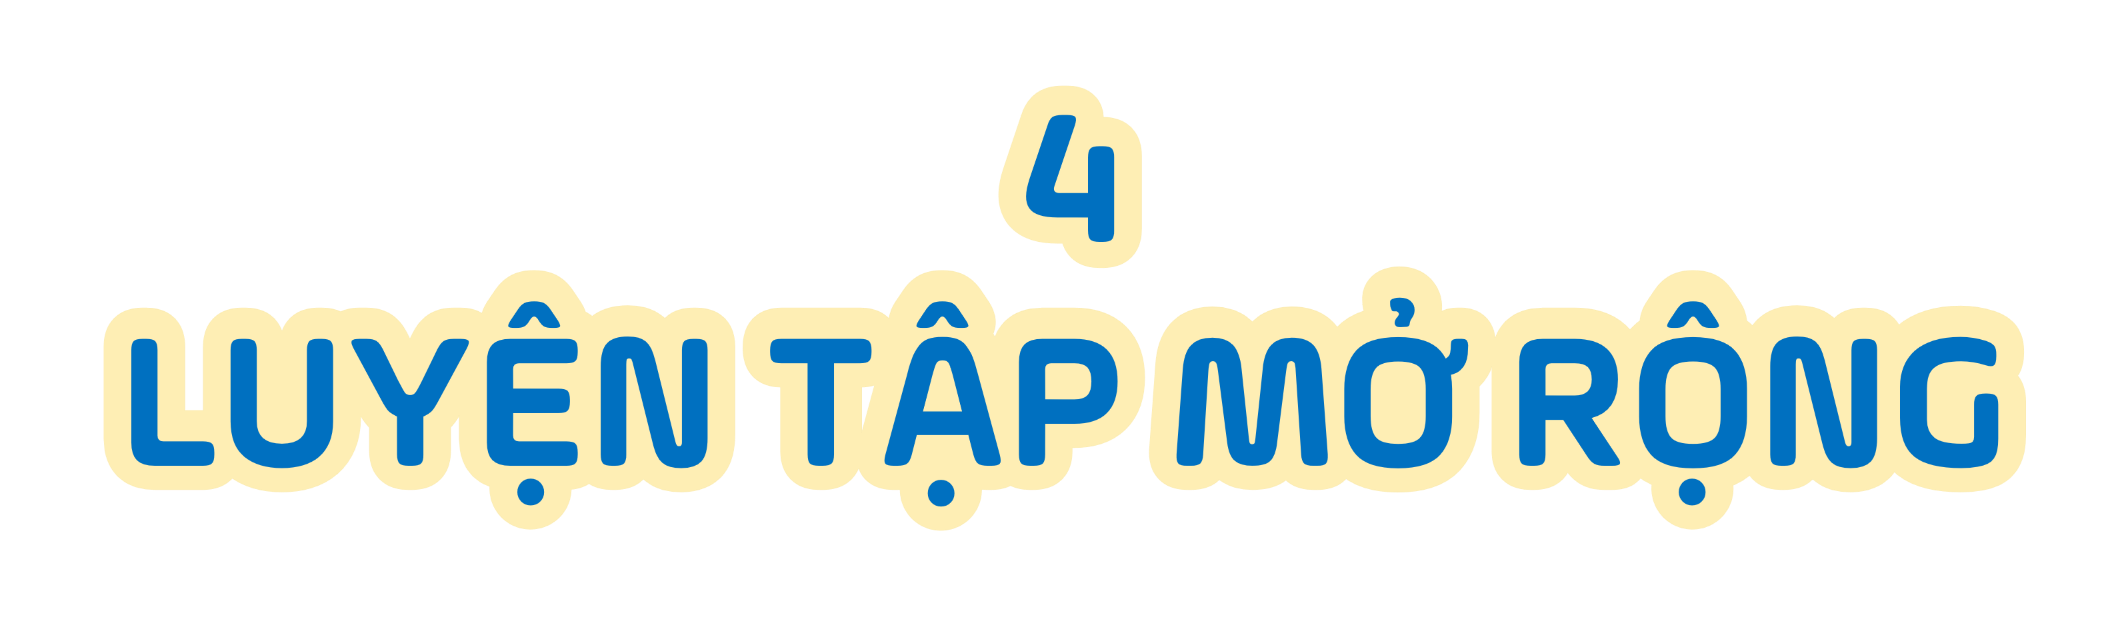 4
LUYỆN TẬP MỞ RỘNG